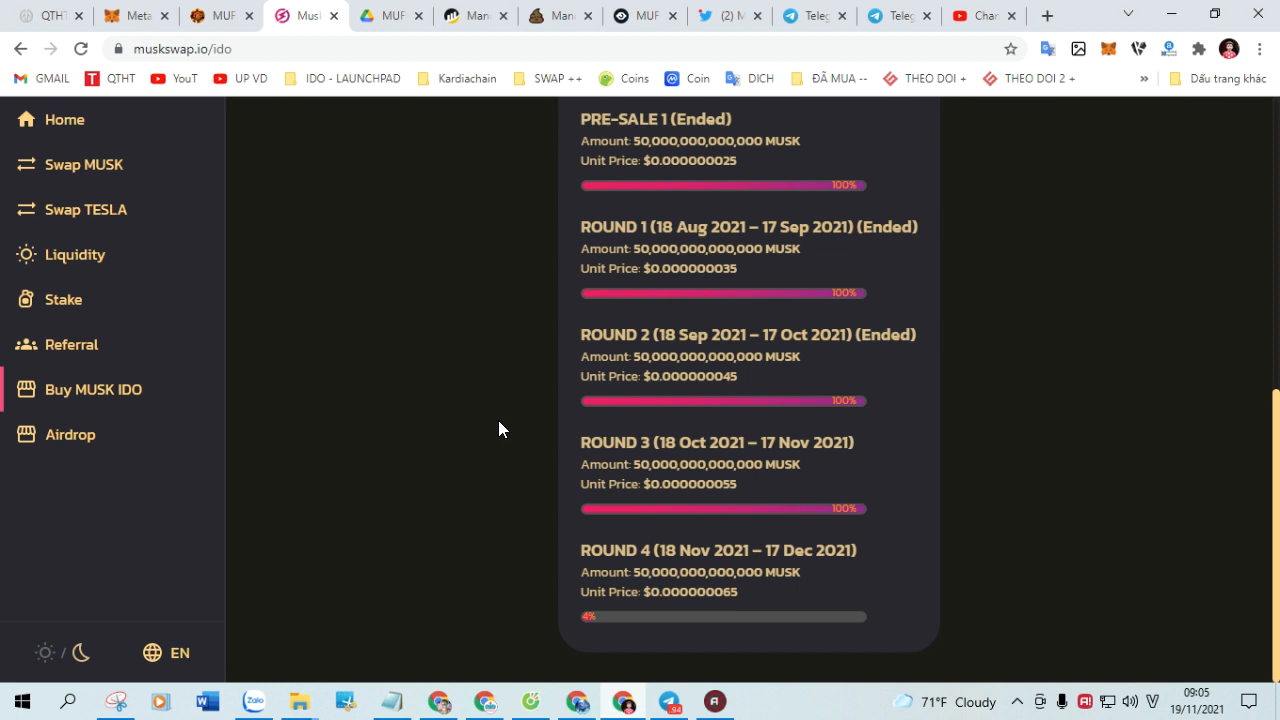 QTHT
Meta
MUF
Musk
MUF
Man
Man
MUF
(2) M
Teleg
Teleg
Chan
muskswap.io/ido
GMAIL
QTHT
YouT
UP VD
IDO - LAUNCHPAD
Kardiachain
SWAP ++
Coins
Coin
DICH
ĐÃ MUA --
THEO DOI +
THEO DOI 2 +
»
Dấu trang khác
Home
Swap MUSK
Swap TESLA
Liquidity
Stake
Referral
Buy MUSK IDO
Airdrop
/
EN
PRE-SALE 1 (Ended)
Amount: 50,000,000,000,000 MUSK
Unit Price: $0.000000025
100%
ROUND 1 (18 Aug 2021 – 17 Sep 2021) (Ended)
Amount: 50,000,000,000,000 MUSK
Unit Price: $0.000000035
100%
ROUND 2 (18 Sep 2021 – 17 Oct 2021) (Ended)
Amount: 50,000,000,000,000 MUSK
Unit Price: $0.000000045
100%
ROUND 3 (18 Oct 2021 – 17 Nov 2021)
Amount: 50,000,000,000,000 MUSK
Unit Price: $0.000000055
100%
ROUND 4 (18 Nov 2021 – 17 Dec 2021)
Amount: 50,000,000,000,000 MUSK
Unit Price: $0.000000065
4%
Zalo
94
71°F Cloudy
09:05
19/11/2021